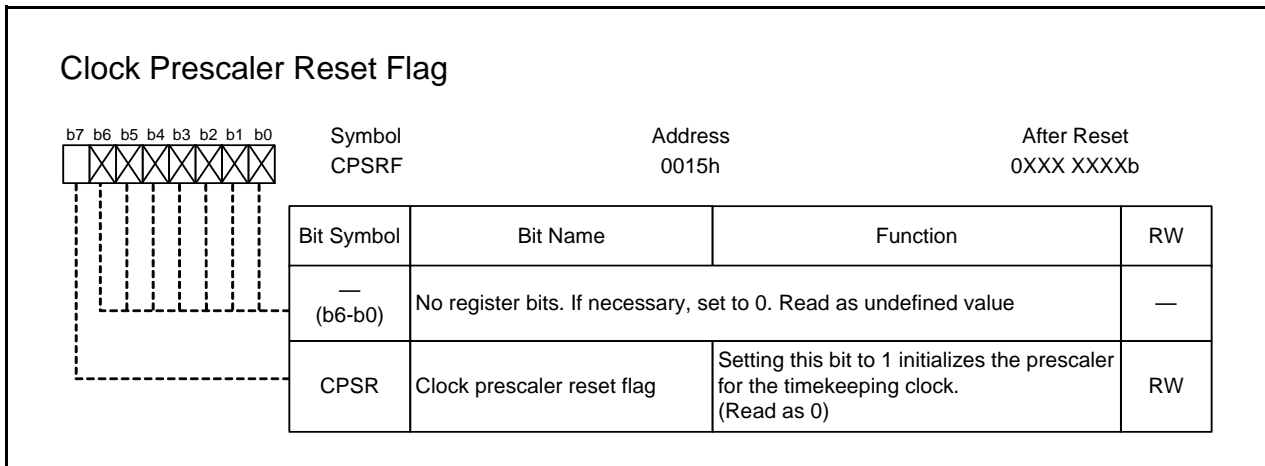 Clock Prescaler Reset Flag
b7 b6 b5 b4 b3 b2 b1 b0
Symbol Address After Reset
CPSRF 0015h 0XXX XXXXb
Bit Symbol Bit Name Function RW
—
(b6-b0)
No register bits. If necessary, set to 0. Read as undefined value
—
CPSR
Clock prescaler reset flag
Setting this bit to 1 initializes the prescaler
for the timekeeping clock.
(Read as 0)
RW